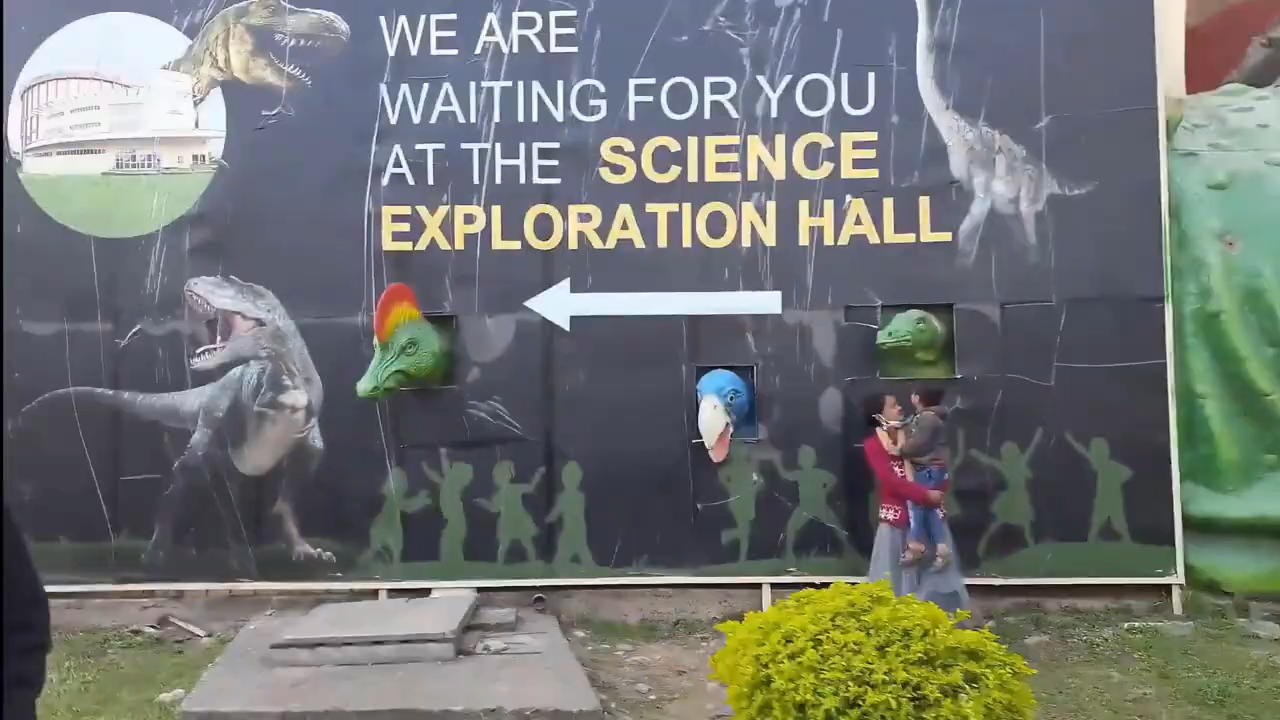 WE ARE
WAITING FOR YOU
AT THE SCIENCE
EXPLORATION HALL